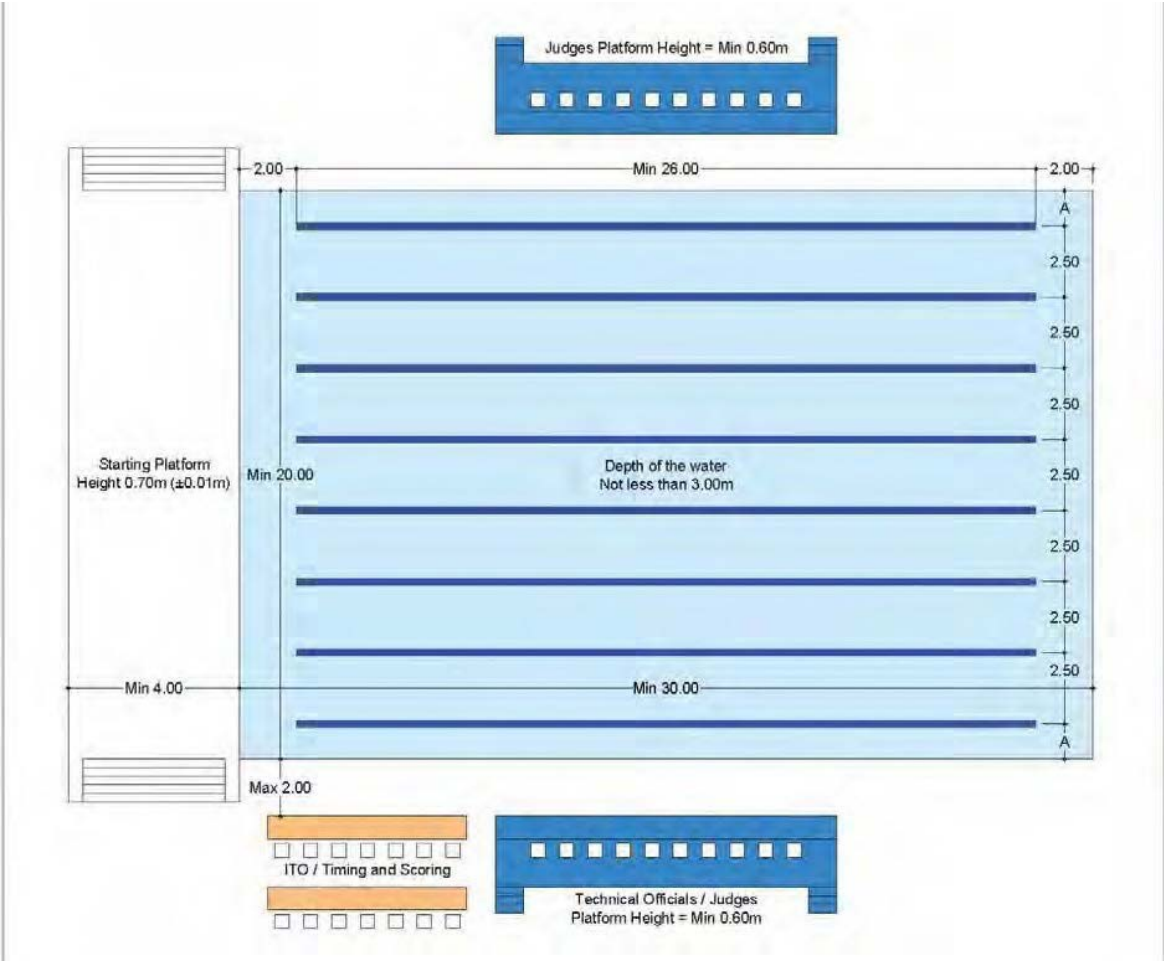 Judges Platform Height = Min 0.60m
2.00
Min 26.00
2.00
A
2.50
2.50
2.50
Starting Platform
Height 0.70m (±0.01m)
Min 20.00
Depth of the water
Not less than 3.00m
2.50
2.50
2.50
2.50
Min 4.00
Min 30.00
A
Max 2.00
ITO / Timing and Scoring
Technical Officials / Judges
Platform Height = Min 0.60m